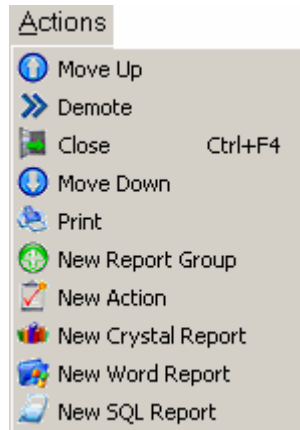 Actions
Move Up
Demote
Close Ctrl+F4
Move Down
Print
New Report Group
New Action
New Crystal Report
New Word Report
New SQL Report